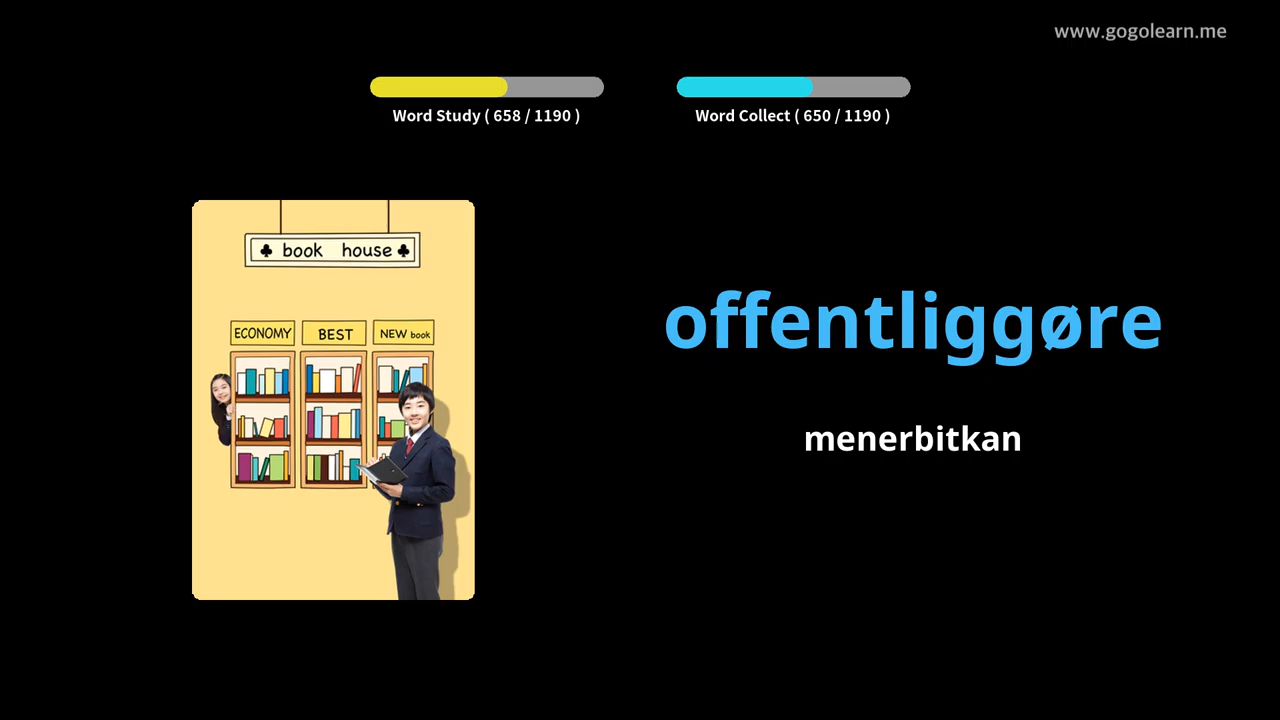 www.gogolearn.me
Word Study ( 658 / 1190 )
Word Collect ( 650 / 1190 )
♣ book house ♣
ECONOMY
BEST
NEW book
offentliggøre
menerbitkan